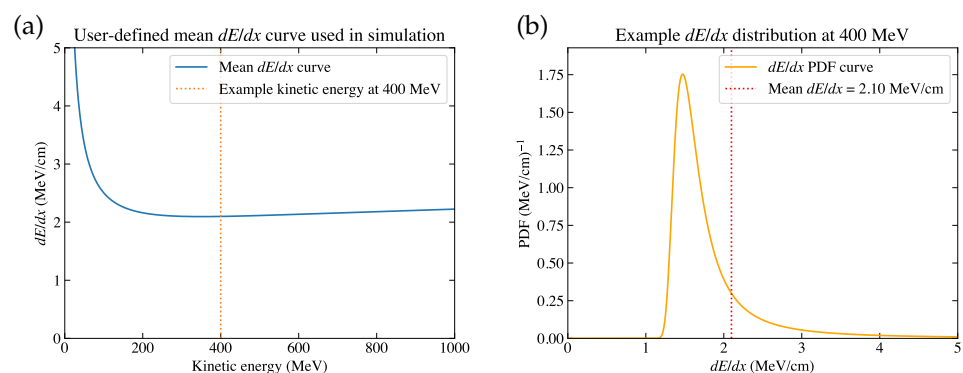 (a)
User-defined mean dE/dx curve used in simulation
Mean dE/dx curve
Example kinetic energy at 400 MeV
dE/dx (MeV/cm)
5
4
3
2
1
0
0 200 400 600 800 1000
Kinetic energy (MeV)
(b)
Example dE/dx distribution at 400 MeV
dE/dx PDF curve
Mean dE/dx = 2.10 MeV/cm
PDF (MeV/cm)⁻¹
1.75
1.50
1.25
1.00
0.75
0.50
0.25
0.00
0 1 2 3 4 5
dE/dx (MeV/cm)